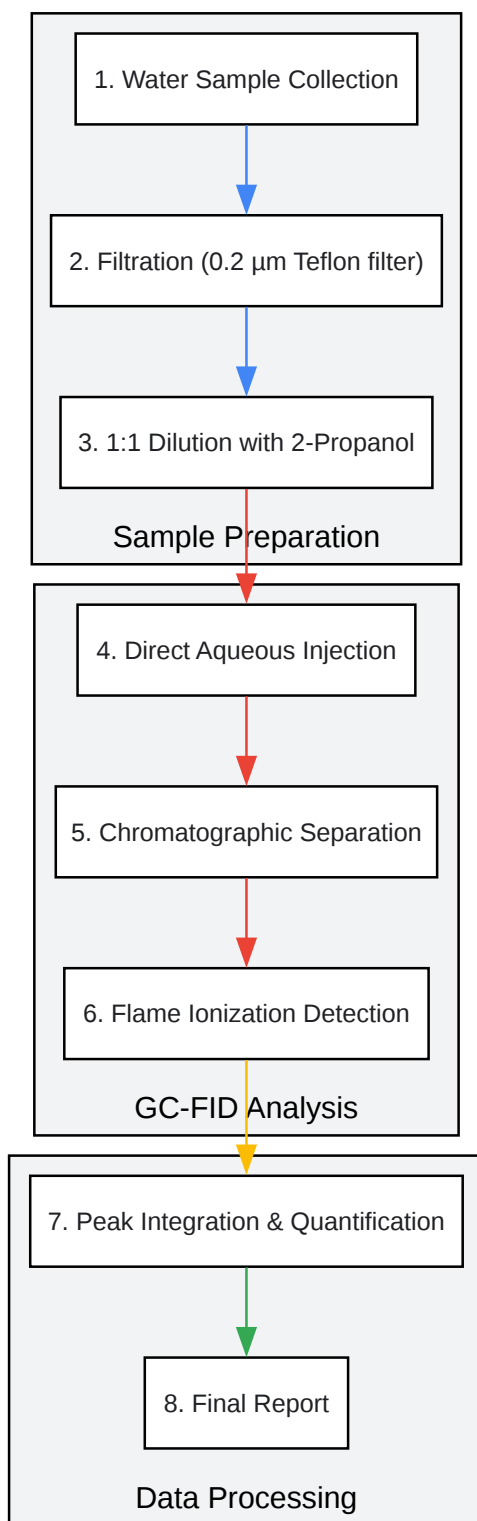 1. Water Sample Collection
2. Filtration (0.2 µm Teflon filter)
3. 1:1 Dilution with 2-Propanol
Sample Preparation
4. Direct Aqueous Injection
5. Chromatographic Separation
6. Flame Ionization Detection
GC-FID Analysis
7. Peak Integration & Quantification
8. Final Report
Data Processing